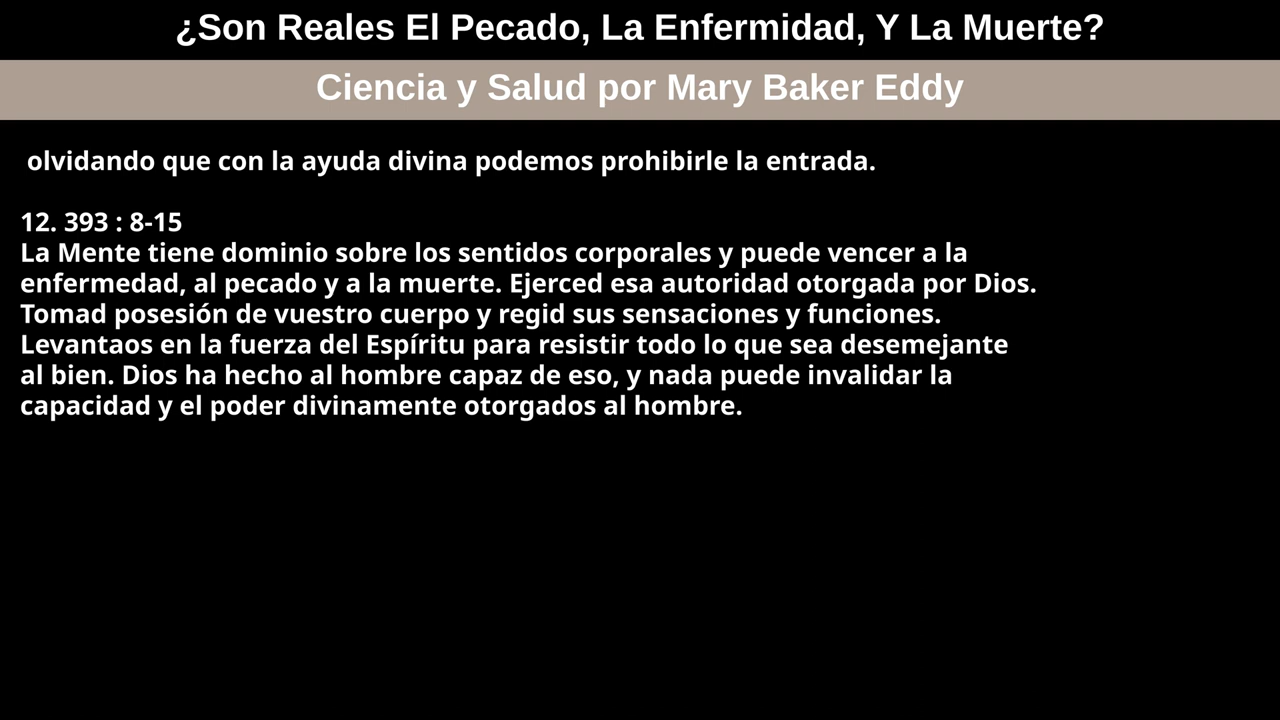 ¿Son Reales El Pecado, La Enfermidad, Y La Muerte?
Ciencia y Salud por Mary Baker Eddy
olvidando que con la ayuda divina podemos prohibirle la entrada.
12. 393 : 8-15
La Mente tiene dominio sobre los sentidos corporales y puede vencer a la
enfermedad, al pecado y a la muerte. Ejerced esa autoridad otorgada por Dios.
Tomad posesión de vuestro cuerpo y regid sus sensaciones y funciones.
Levantaos en la fuerza del Espíritu para resistir todo lo que sea desemejante
al bien. Dios ha hecho al hombre capaz de eso, y nada puede invalidar la
capacidad y el poder divinamente otorgados al hombre.